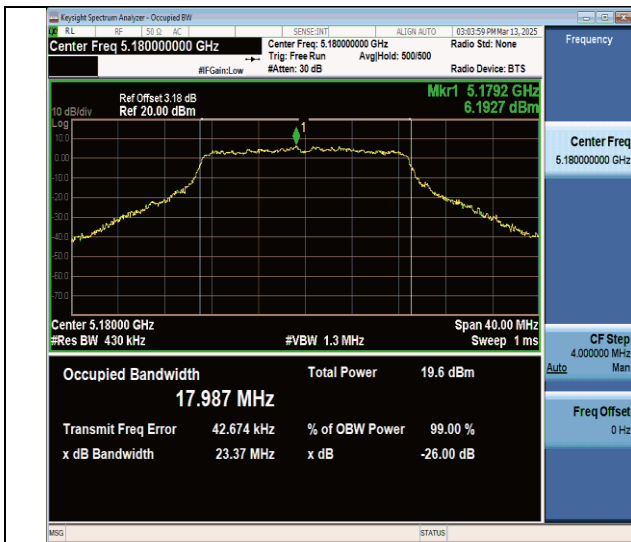 Keysight Spectrum Analyzer - Occupied BW
RL RF 50 Ω AC SENSE:INT ALIGN AUTO 03:03:59 PM Mar 13, 2025
Center Freq 5.180000000 GHz Center Freq: 5.180000000 GHz Radio Std: None Frequency
Trig: Free Run Avg|Hold: 500/500
#IFGain:Low #Atten: 30 dB Radio Device: BTS
Mkr1 5.1792 GHz
Ref Offset 3.18 dB
10 dB/div Ref 20.00 dBm 6.1927 dBm
Log
10.0
1
0.00
-10.0
-20.0
-30.0
-40.0
-50.0
-60.0
-70.0
Center Freq
5.180000000 GHz
Center 5.18000 GHz Span 40.00 MHz
#Res BW 430 kHz #VBW 1.3 MHz Sweep 1 ms
CF Step
4.000000 MHz
Auto Man
Occupied Bandwidth Total Power 19.6 dBm
17.987 MHz
Transmit Freq Error 42.674 kHz % of OBW Power 99.00 %
x dB Bandwidth 23.37 MHz x dB -26.00 dB
Freq Offset
0 Hz
MSG STATUS